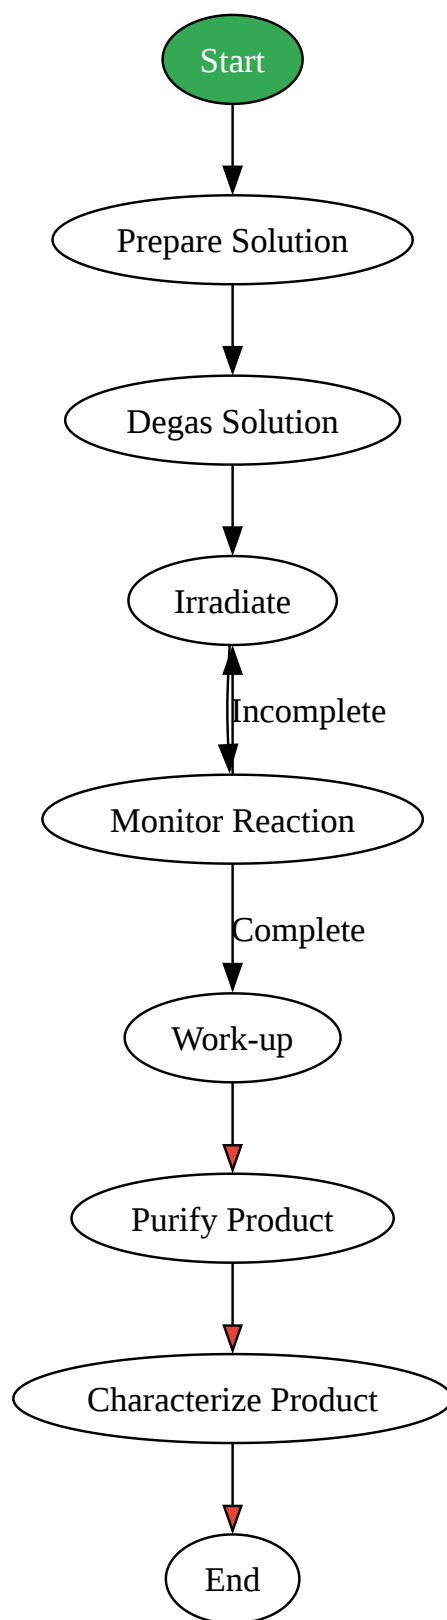 Start
Prepare Solution
Degas Solution
Irradiate
Incomplete
Monitor Reaction
Complete
Work-up
Purify Product
Characterize Product
End